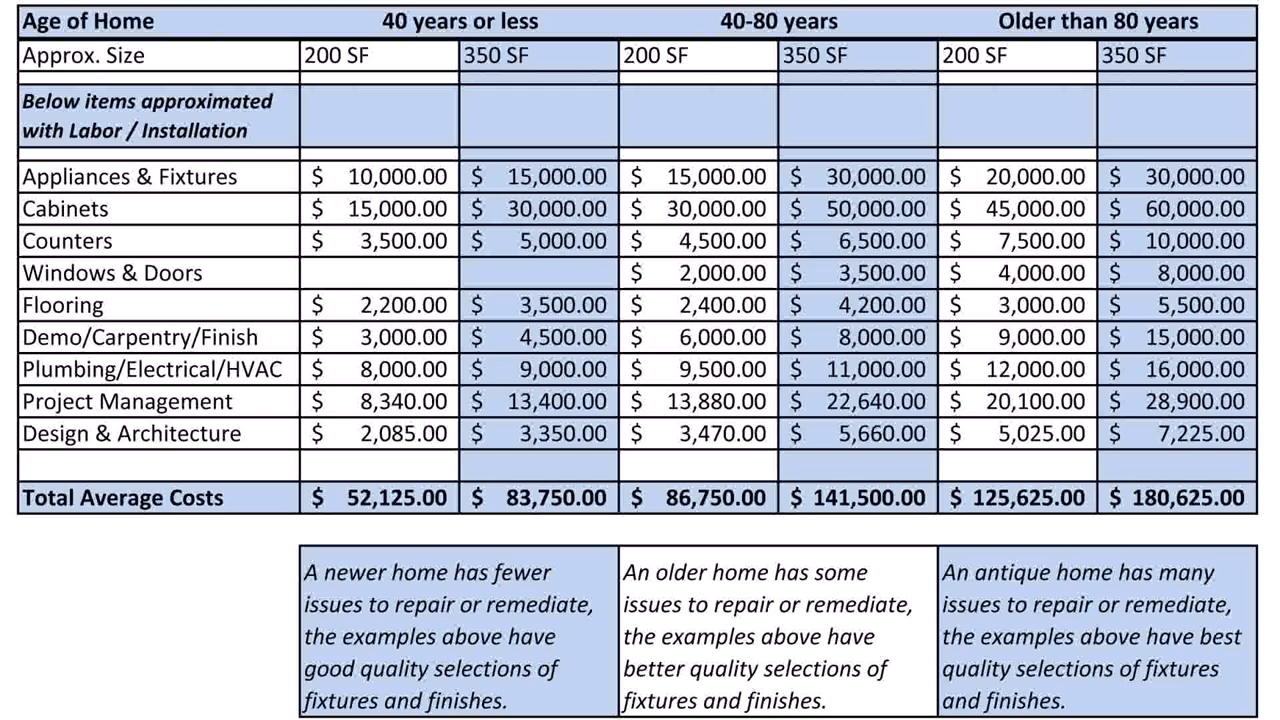 Age of Home 40 years or less 40-80 years Older than 80 years
Approx. Size 200 SF 350 SF 200 SF 350 SF 200 SF 350 SF
Below items approximated
with Labor / Installation
Appliances & Fixtures $ 10,000.00 $ 15,000.00 $ 15,000.00 $ 30,000.00 $ 20,000.00 $ 30,000.00
Cabinets $ 15,000.00 $ 30,000.00 $ 30,000.00 $ 50,000.00 $ 45,000.00 $ 60,000.00
Counters $ 3,500.00 $ 5,000.00 $ 4,500.00 $ 6,500.00 $ 7,500.00 $ 10,000.00
Windows & Doors $ 2,000.00 $ 3,500.00 $ 4,000.00 $ 8,000.00
Flooring $ 2,200.00 $ 3,500.00 $ 2,400.00 $ 4,200.00 $ 3,000.00 $ 5,500.00
Demo/Carpentry/Finish $ 3,000.00 $ 4,500.00 $ 6,000.00 $ 8,000.00 $ 9,000.00 $ 15,000.00
Plumbing/Electrical/HVAC $ 8,000.00 $ 9,000.00 $ 9,500.00 $ 11,000.00 $ 12,000.00 $ 16,000.00
Project Management $ 8,340.00 $ 13,400.00 $ 13,880.00 $ 22,640.00 $ 20,100.00 $ 28,900.00
Design & Architecture $ 2,085.00 $ 3,350.00 $ 3,470.00 $ 5,660.00 $ 5,025.00 $ 7,225.00
Total Average Costs $ 52,125.00 $ 83,750.00 $ 86,750.00 $ 141,500.00 $ 125,625.00 $ 180,625.00
A newer home has fewer
issues to repair or remediate,
the examples above have
good quality selections of
fixtures and finishes.
An older home has some
issues to repair or remediate,
the examples above have
better quality selections of
fixtures and finishes.
An antique home has many
issues to repair or remediate,
the examples above have best
quality selections of fixtures
and finishes.